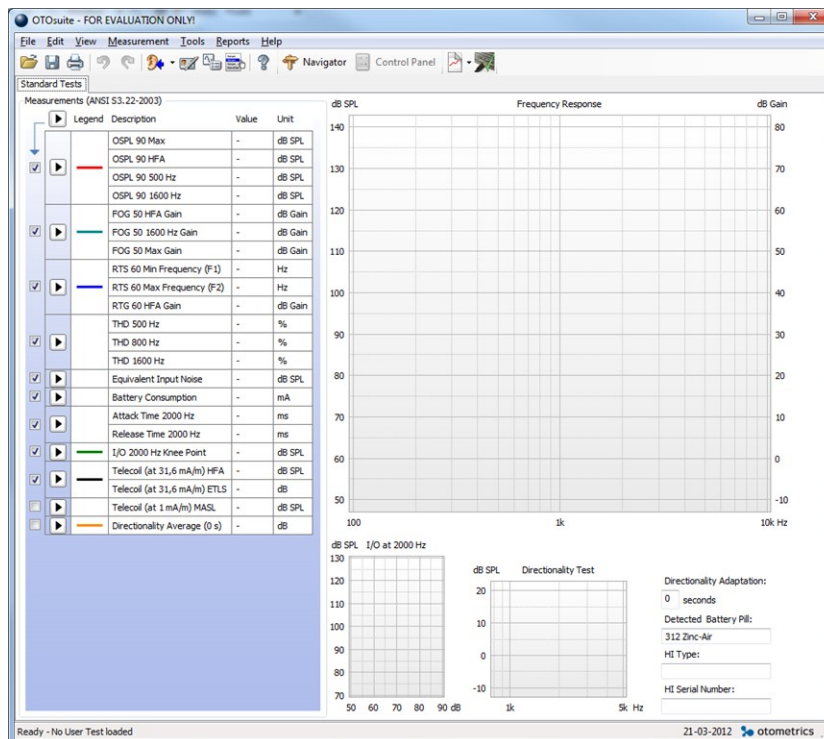 OTOsuite - FOR EVALUATION ONLY!
File Edit View Measurement Tools Reports Help
Navigator Control Panel
Standard Tests
Measurements (ANSI S3.22-2003)
Legend Description Value Unit
OSPL 90 Max - dB SPL
OSPL 90 HFA - dB SPL
OSPL 90 500 Hz - dB SPL
OSPL 90 1600 Hz - dB SPL
FOG 50 HFA Gain - dB Gain
FOG 50 1600 Hz Gain - dB Gain
FOG 50 Max Gain - dB Gain
RTS 60 Min Frequency (F1) - Hz
RTS 60 Max Frequency (F2) - Hz
RTG 60 HFA Gain - dB Gain
THD 500 Hz - %
THD 800 Hz - %
THD 1600 Hz - %
Equivalent Input Noise - dB SPL
Battery Consumption - mA
Attack Time 2000 Hz - ms
Release Time 2000 Hz - ms
I/O 2000 Hz Knee Point - dB SPL
Telecoil (at 31,6 mA/m) HFA - dB SPL
Telecoil (at 31,6 mA/m) ETLS - dB
Telecoil (at 1 mA/m) MASL - dB SPL
Directionality Average (0 s) - dB
dB SPL Frequency Response dB Gain
140 80
130 70
120 60
110 50
100 40
90 30
80 20
70 10
60 0
50 -10
100 1k 10k Hz
dB SPL I/O at 2000 Hz
130
120
110
100
90
80
70
50 60 70 80 90 dB
dB SPL Directionality Test
20
10
0
-10
1k 5k Hz
Directionality Adaptation:
0 seconds
Detected Battery Pill:
312 Zinc-Air
HI Type:
HI Serial Number:
Ready - No User Test loaded 21-03-2012 otometrics